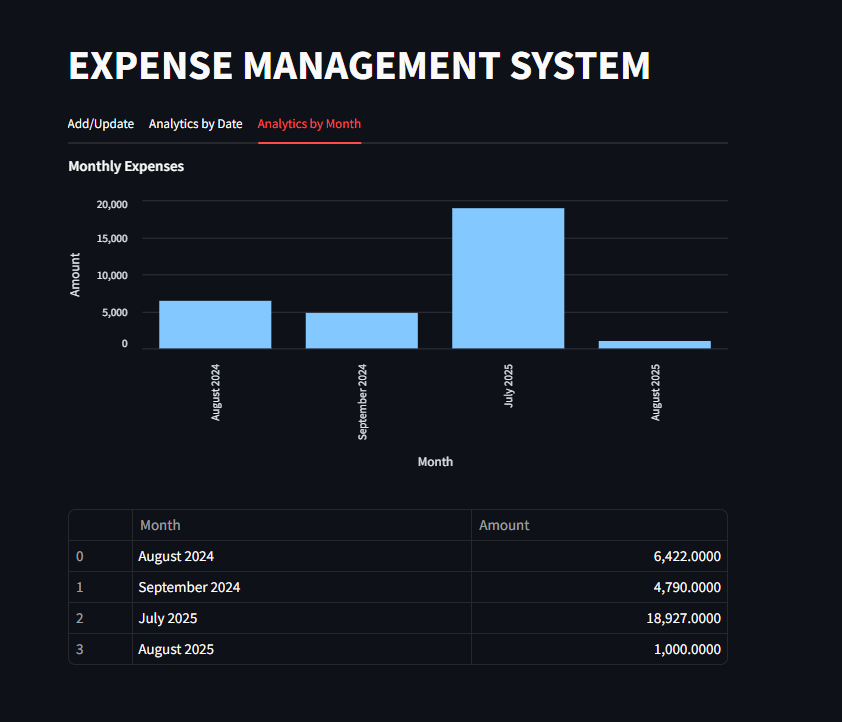 EXPENSE MANAGEMENT SYSTEM
Add/Update Analytics by Date Analytics by Month
Monthly Expenses
20,000
15,000
10,000
5,000
0
Amount
August 2024
September 2024
July 2025
August 2025
Month
Month Amount
0 August 2024 6,422.0000
1 September 2024 4,790.0000
2 July 2025 18,927.0000
3 August 2025 1,000.0000